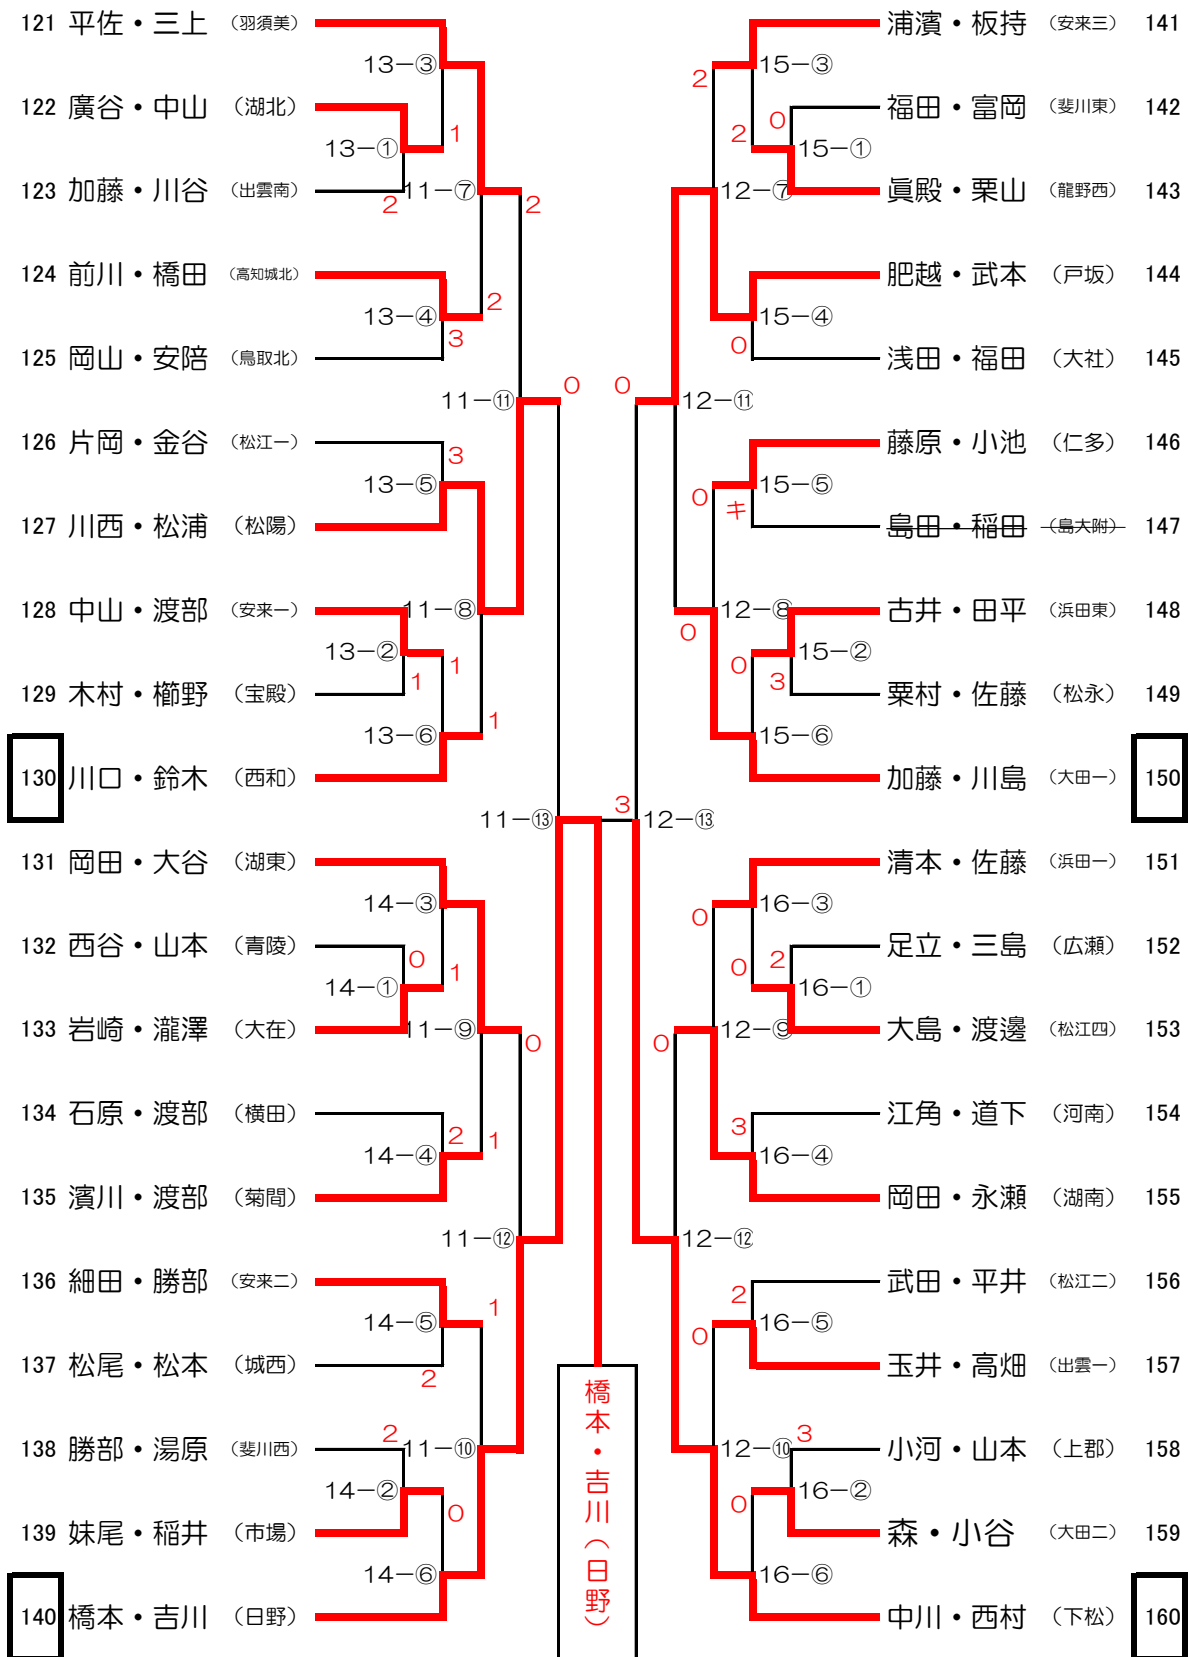 121 平佐・三上 （羽須美）
13－③
122 廣谷・中山 （湖北）
1
13－①
123 加藤・川谷 （出雲南）
2
11－⑦
2
124 前川・橋田 （高知城北）
2
13－④
3
125 岡山・安陪 （鳥取北）
0
11－⑪
126 片岡・金谷 （松江一）
3
13－⑤
127 川西・松浦 （松陽）
128 中山・渡部 （安来一）
11－⑧
13－②
1
1
129 木村・櫛野 （宝殿）
1
13－⑥
130 川口・鈴木 （西和）
11－⑬
131 岡田・大谷 （湖東）
14－③
132 西谷・山本 （青陵）
0
1
14－①
133 岩崎・瀧澤 （大在）
11－⑨
0
134 石原・渡部 （横田）
2
1
14－④
135 濱川・渡部 （菊間）
11－⑫
136 細田・勝部 （安来二）
1
14－⑤
137 松尾・松本 （城西）
2
138 勝部・湯原 （斐川西）
2
11－⑩
14－②
0
139 妹尾・稲井 （市場）
14－⑥
140 橋本・吉川 （日野）
橋本・吉川（日野）
浦濱・板持 （安来三） 141
2
15－③
福田・富岡 （斐川東） 142
0
2
15－①
眞殿・栗山 （龍野西） 143
12－⑦
肥越・武本 （戸坂） 144
15－④
0
浅田・福田 （大社） 145
0
12－⑪
藤原・小池 （仁多） 146
0
15－⑤
キ
島田・稲田 （島大附） 147
古井・田平 （浜田東） 148
12－⑧
0
0
15－②
3
粟村・佐藤 （松永） 149
15－⑥
加藤・川島 （大田一） 150
3
12－⑬
清本・佐藤 （浜田一） 151
0
16－③
足立・三島 （広瀬） 152
0
2
16－①
大島・渡邊 （松江四） 153
12－⑨
0
江角・道下 （河南） 154
3
16－④
岡田・永瀬 （湖南） 155
12－⑫
武田・平井 （松江二） 156
2
0
16－⑤
玉井・高畑 （出雲一） 157
小河・山本 （上郡） 158
3
12－⑩
16－②
0
森・小谷 （大田二） 159
16－⑥
中川・西村 （下松） 160